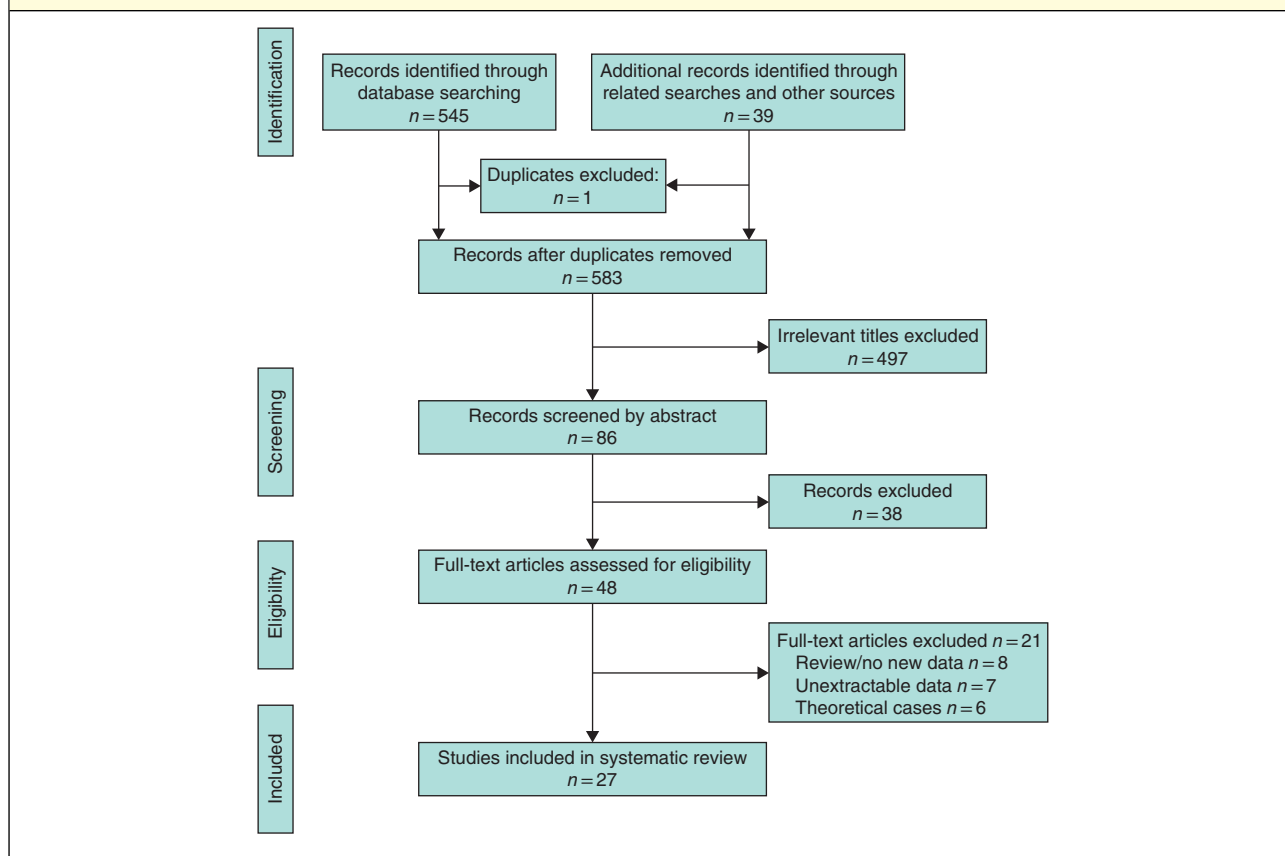 Identification
Records identified through
database searching
n = 545
Additional records identified through
related searches and other sources
n = 39
Duplicates excluded:
n = 1
Records after duplicates removed
n = 583
Irrelevant titles excluded
n = 497
Screening
Records screened by abstract
n = 86
Records excluded
n = 38
Eligibility
Full-text articles assessed for eligibility
n = 48
Full-text articles excluded n = 21
Review/no new data n = 8
Unextractable data n = 7
Theoretical cases n = 6
Included
Studies included in systematic review
n = 27